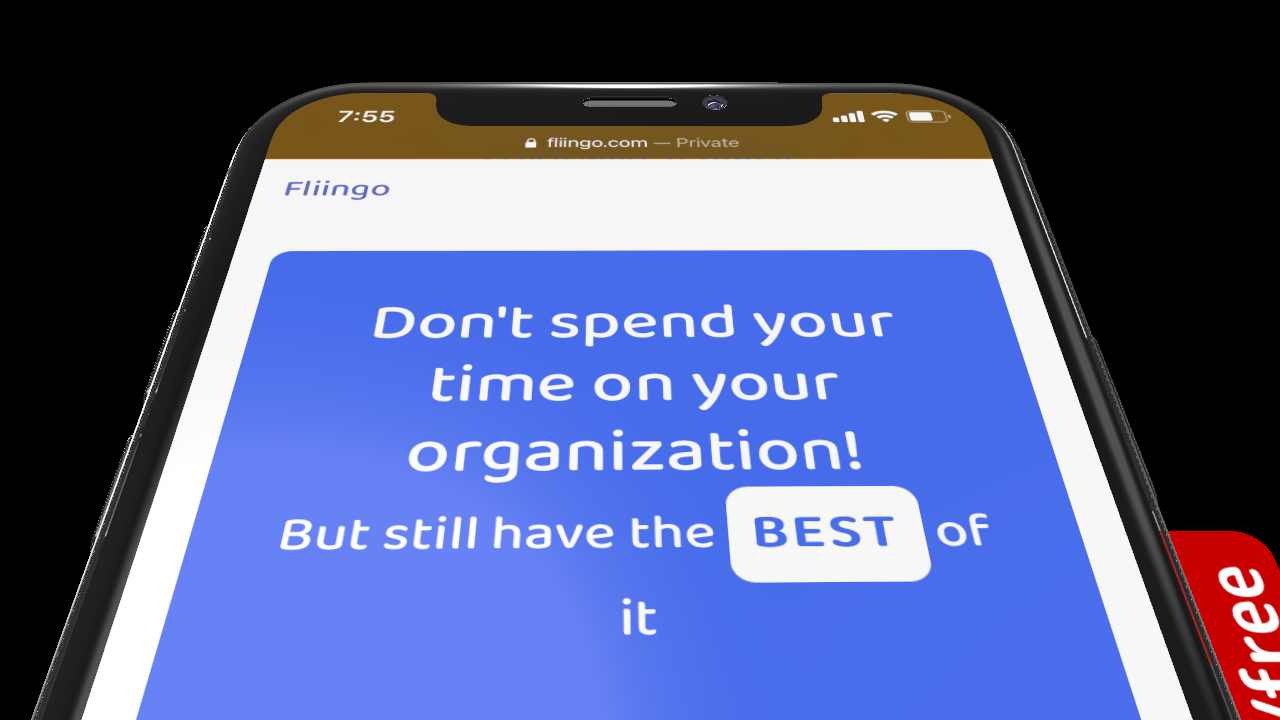 7:55
fliingo.com — Private
Fliingo
Don't spend your
time on your
organization!
But still have the BEST of
it
free